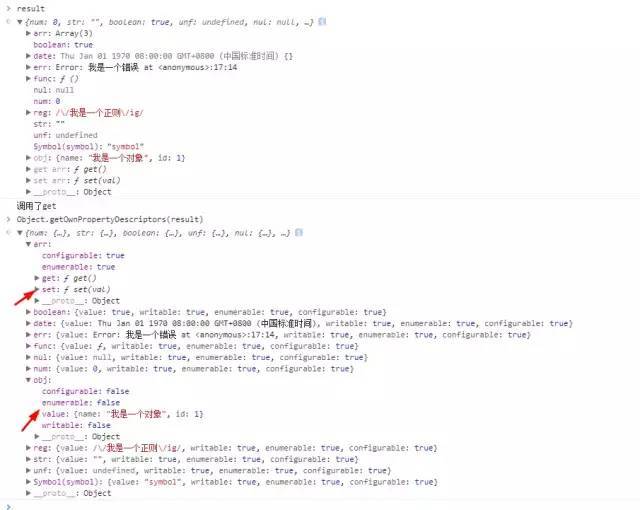 > result
< ▼ {num: 0, str: "", boolean: true, unf: undefined, nul: null, …}
▶ arr: Array(3)
boolean: true
▶ date: Thu Jan 01 1970 08:00:00 GMT+0800 (中国标准时间) {}
▶ err: Error: 我是一个错误 at <anonymous>:17:14
▶ func: ƒ ()
nul: null
num: 0
▶ reg: /\/我是一个正则\/ig/
str: ""
unf: undefined
Symbol(symbol): "symbol"
▶ obj: {name: "我是一个对象", id: 1}
▶ get arr: ƒ get()
▶ set arr: ƒ set(val)
▶ __proto__: Object
调用了get
> Object.getOwnPropertyDescriptors(result)
< ▼ {num: {…}, str: {…}, boolean: {…}, unf: {…}, nul: {…}, …}
▼ arr:
configurable: true
enumerable: true
▶ get: ƒ get()
▶ set: ƒ set(val)
▶ __proto__: Object
▶ boolean: {value: true, writable: true, enumerable: true, configurable: true}
▶ date: {value: Thu Jan 01 1970 08:00:00 GMT+0800 (中国标准时间), writable: true, enumerable: true, configurable: true}
▶ err: {value: Error: 我是一个错误 at <anonymous>:17:14, writable: true, enumerable: true, configurable: true}
▶ func: {value: ƒ, writable: true, enumerable: true, configurable: true}
▶ nul: {value: null, writable: true, enumerable: true, configurable: true}
▶ num: {value: 0, writable: true, enumerable: true, configurable: true}
▼ obj:
configurable: false
enumerable: false
▶ value: {name: "我是一个对象", id: 1}
writable: false
▶ __proto__: Object
▶ reg: {value: /\/我是一个正则\/ig/, writable: true, enumerable: true, configurable: true}
▶ str: {value: "", writable: true, enumerable: true, configurable: true}
▶ unf: {value: undefined, writable: true, enumerable: true, configurable: true}
▶ Symbol(symbol): {value: "symbol", writable: true, enumerable: true, configurable: true}
▶ __proto__: Object
>